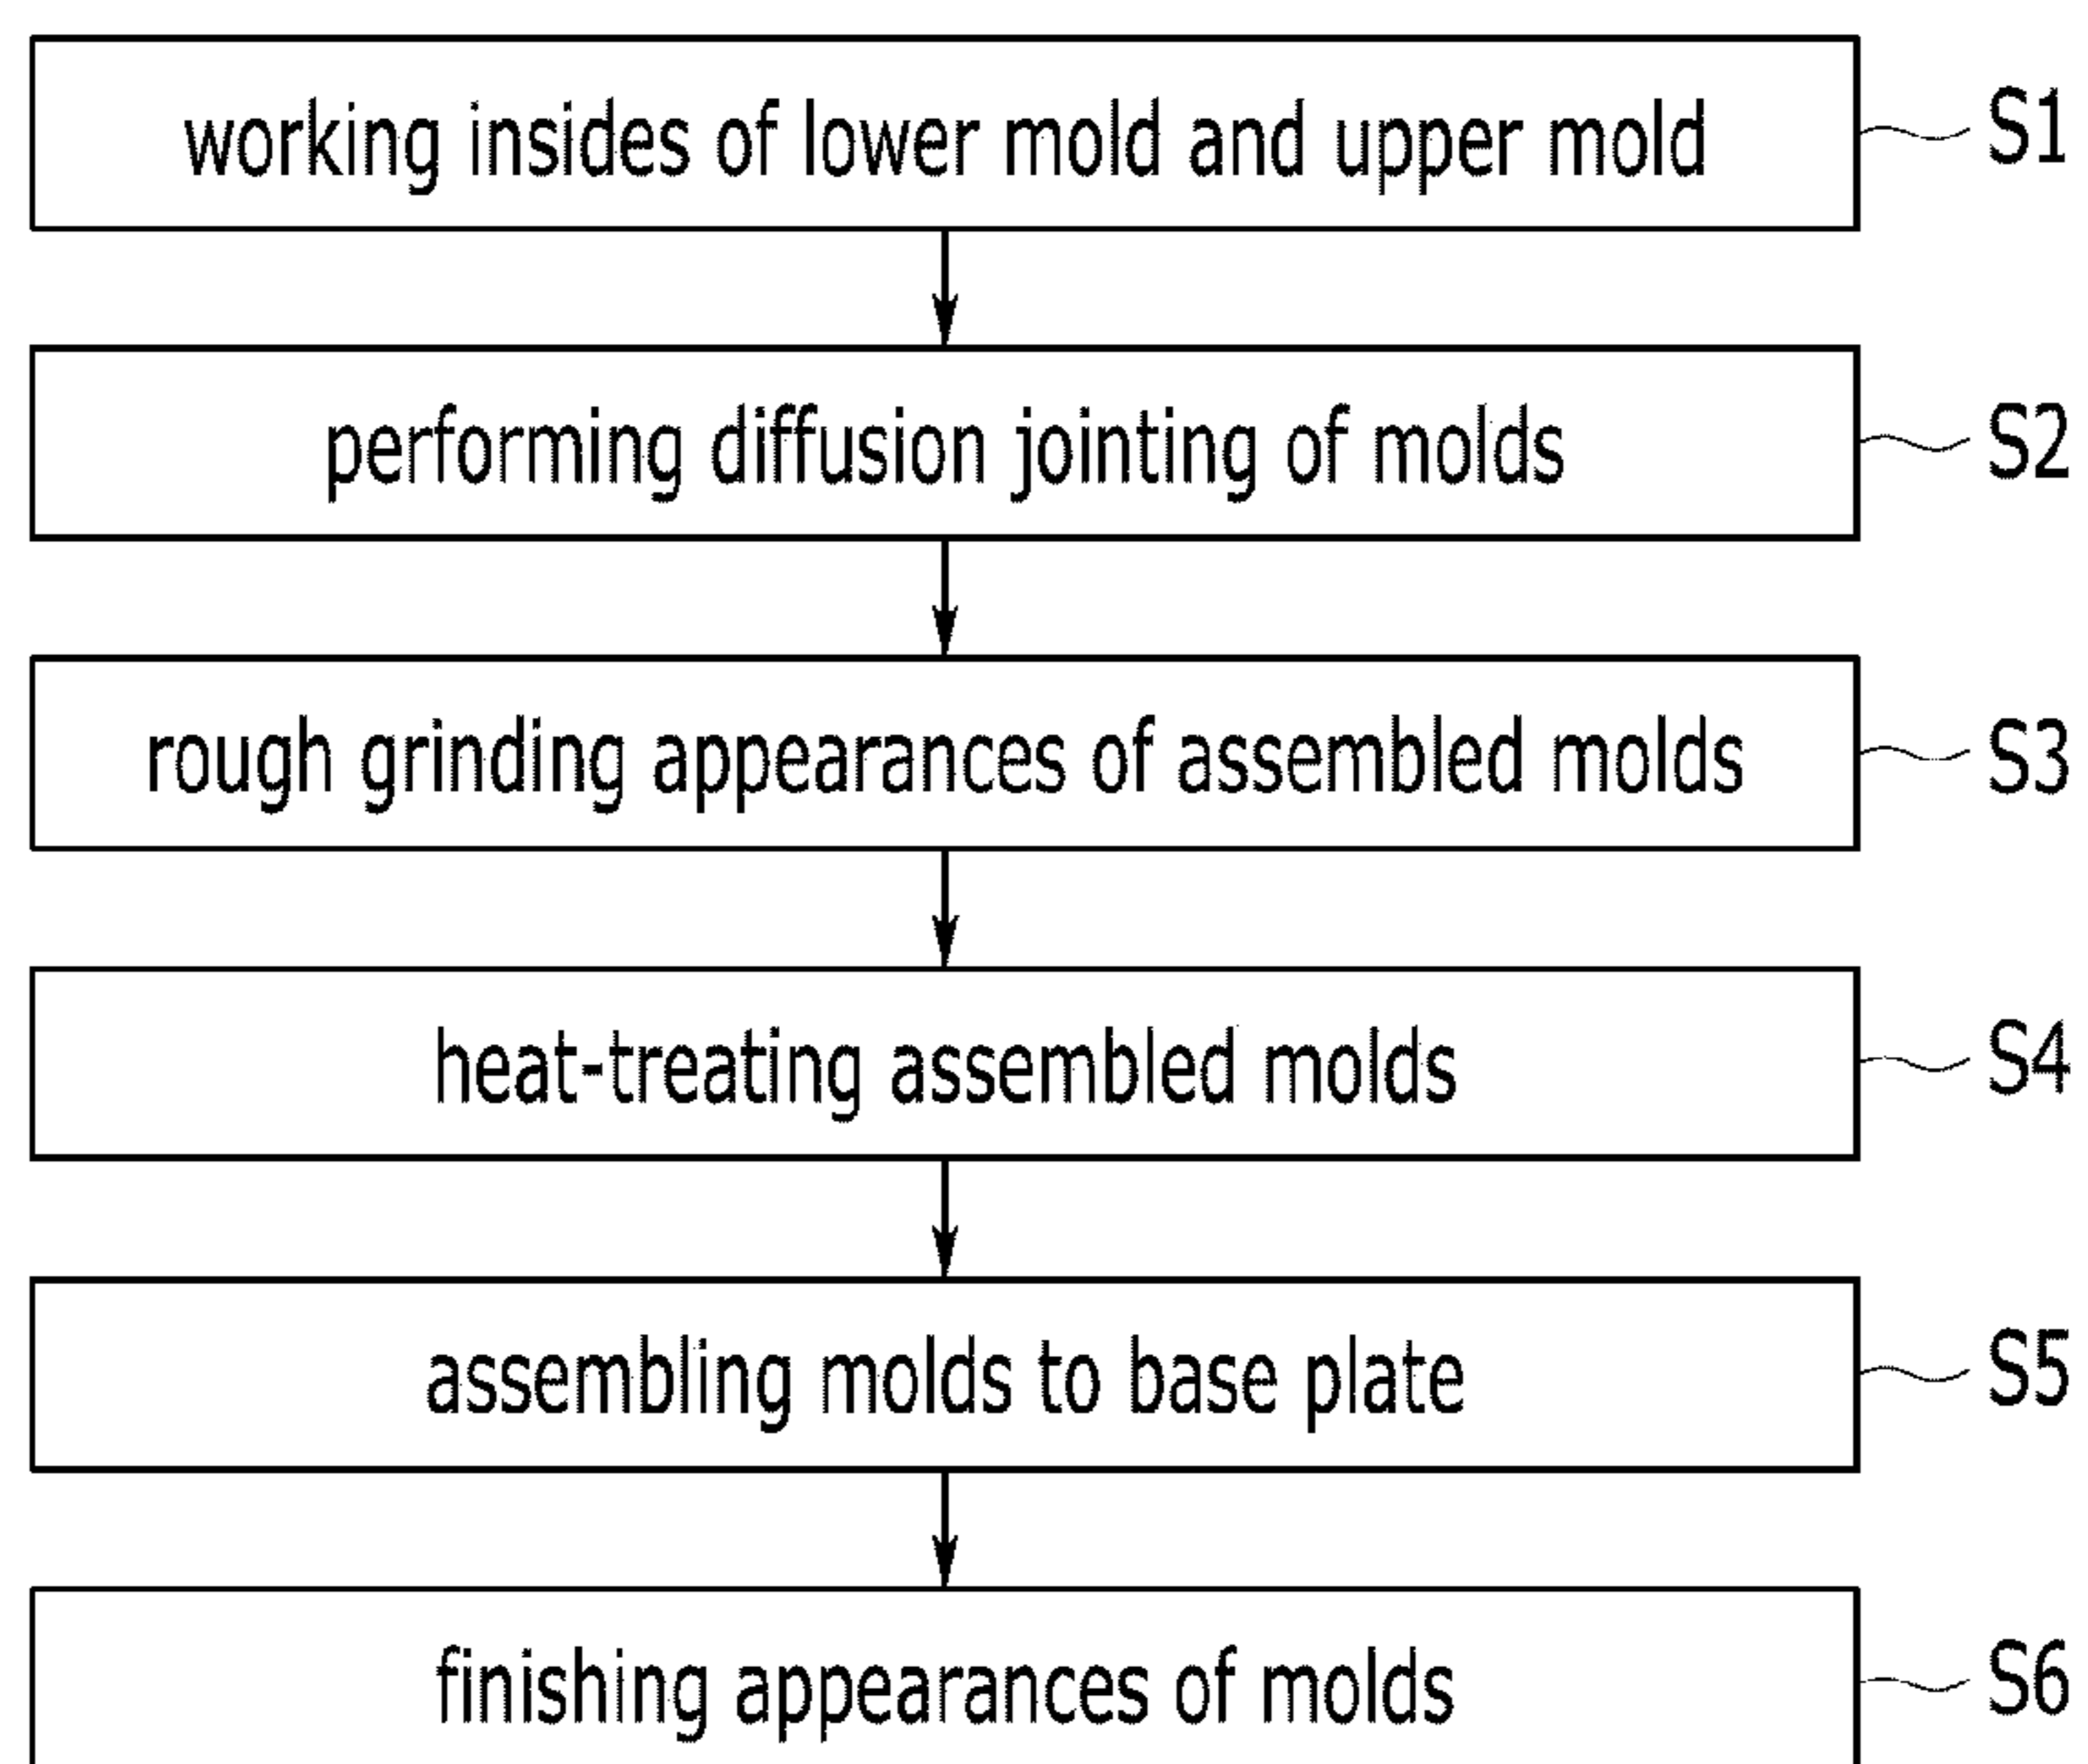 working insides of lower mold and upper mold S1
performing diffusion jointing of molds S2
rough grinding appearances of assembled molds S3
heat-treating assembled molds S4
assembling molds to base plate S5
finishing appearances of molds S6